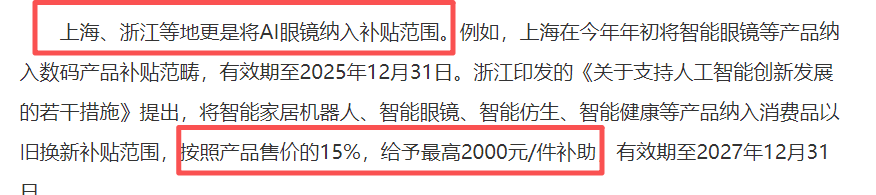 上海、浙江等地更是将AI眼镜纳入补贴范围。例如，上海在今年年初将智能眼镜等产品纳
入数码产品补贴范畴，有效期至2025年12月31日。浙江印发的《关于支持人工智能创新发展
的若干措施》提出，将智能家居机器人、智能眼镜、智能仿生、智能健康等产品纳入消费品以
旧换新补贴范围，按照产品售价的15%，给予最高2000元/件补助，有效期至2027年12月31
日